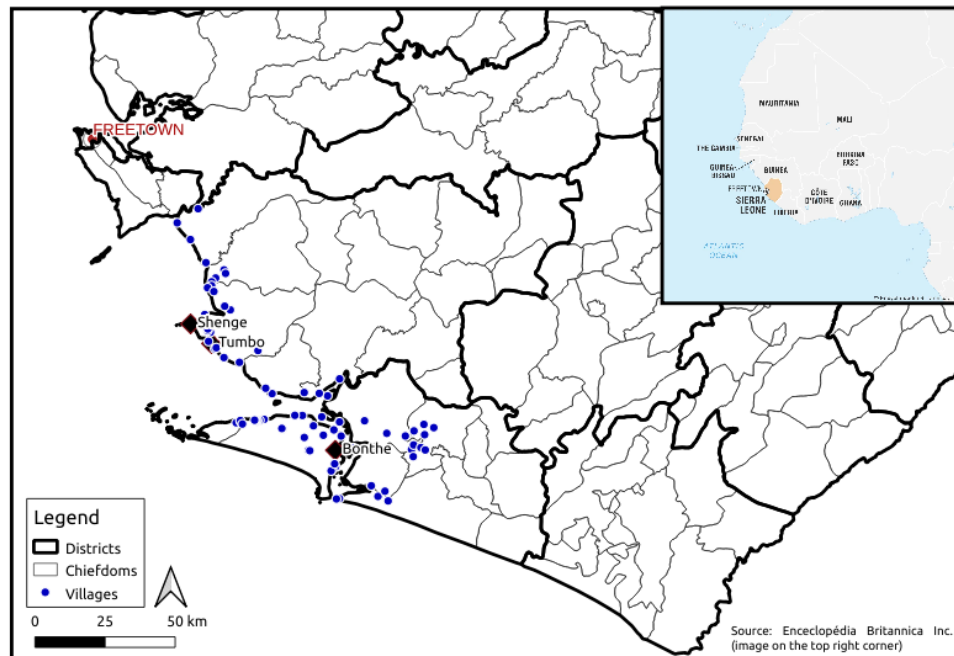 FREETOWN
Shenge
Tumbo
Bonthe
MAURITANIA
MALI
SENEGAL
THE GAMBIA
GUINEA-
BISSAU
GUINEA
BURKINA
FASO
SIERRA
LEONE
CÔTE
D'IVOIRE
GHANA
LIBERIA
ATLANTIC
OCEAN
Legend
Districts
Chiefdoms
Villages
0 25 50 km
Source: Enceclopédia Britannica Inc.
(image on the top right corner)